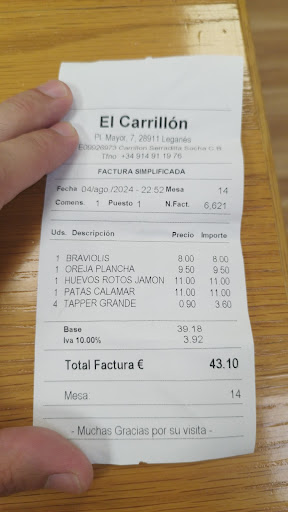 El Carrillón
Pl. Mayor, 7, 28911 Leganés
Tfno +34 914 91 19 76
FACTURA SIMPLIFICADA
Fecha 04/ago./2024 - 22:52 Mesa 14
Comens. 1 Puesto 1 N.Fact. 6,621
Uds. Descripción Precio Importe
1 BRAVIOLIS 8.00 8.00
1 OREJA PLANCHA 9.50 9.50
1 HUEVOS ROTOS JAMON 11.00 11.00
1 PATAS CALAMAR 11.00 11.00
4 TAPPER GRANDE 0.90 3.60
Base 39.18
Iva 10.00% 3.92
Total Factura € 43.10
Mesa 14
- Muchas Gracias por su visita -